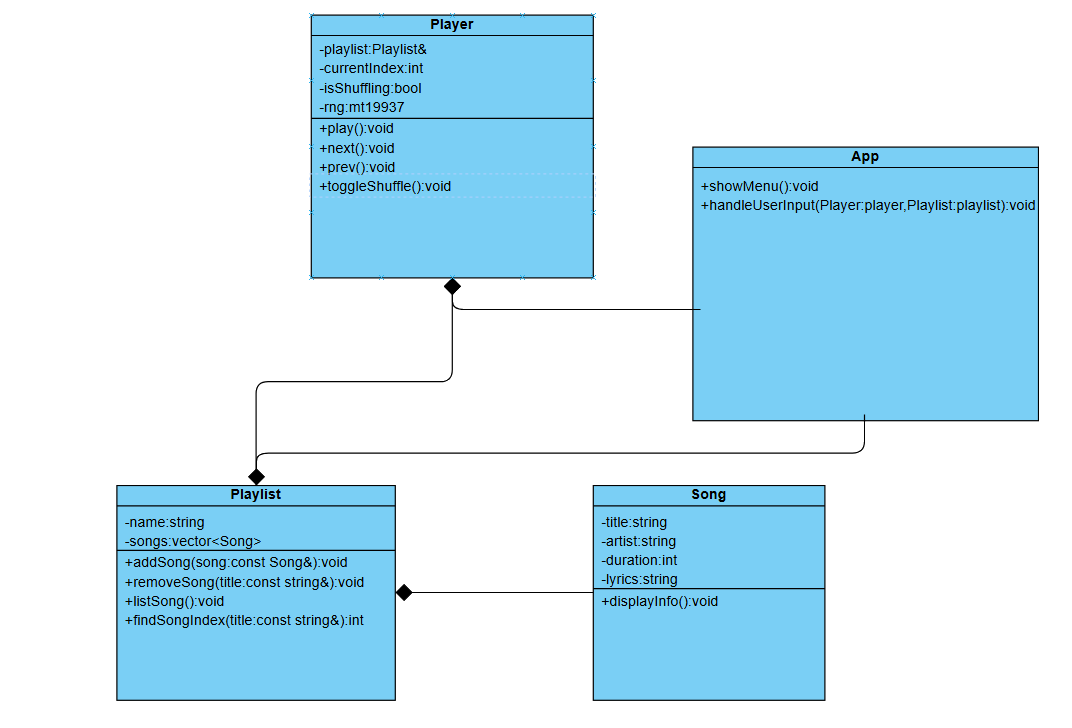 Player
-playlist:Playlist&
-currentIndex:int
-isShuffling:bool
-rng:mt19937
+play():void
+next():void
+prev():void
+toggleShuffle():void
App
+showMenu():void
+handleUserInput(Player:player,Playlist:playlist):void
Playlist
-name:string
-songs:vector<Song>
+addSong(song:const Song&):void
+removeSong(title:const string&):void
+listSong():void
+findSongIndex(title:const string&):int
Song
-title:string
-artist:string
-duration:int
-lyrics:string
+displayInfo():void